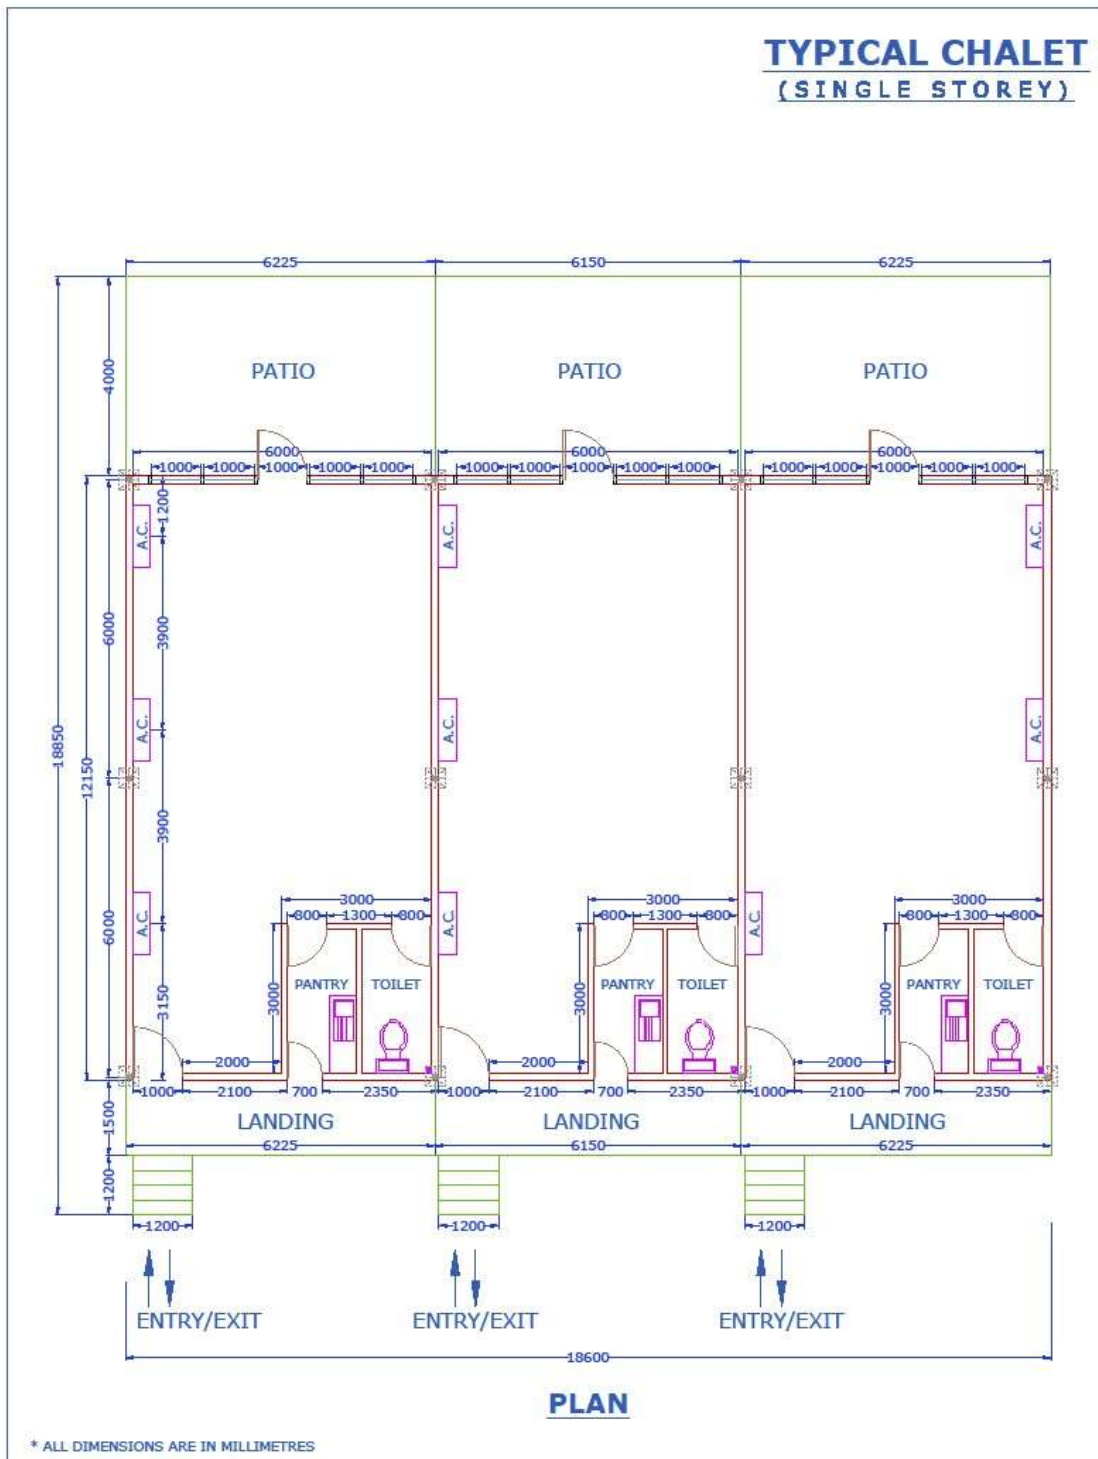 TYPICAL CHALET
(SINGLE STOREY)
6225 6150 6225
4000
PATIO PATIO PATIO
6000 6000 6000
1000 1000 1000 1000 1000 1000 1000 1000 1000 1000 1000 1000 1000 1000 1000
1200
A.C. A.C. A.C.
6000
3900
A.C. A.C. A.C.
18850
12150
3900
A.C. A.C. A.C.
6000
3000 3000 3000
800 1300 800 800 1300 800 800 1300 800
PANTRY TOILET PANTRY TOILET PANTRY TOILET
3150
3000 3000 3000
2000 2000 2000
1000 2100 700 2350 1000 2100 700 2350 1000 2100 700 2350
1500
LANDING LANDING LANDING
6225 6150 6225
1200
1200 1200 1200
ENTRY/EXIT ENTRY/EXIT ENTRY/EXIT
18600
PLAN
* ALL DIMENSIONS ARE IN MILLIMETRES